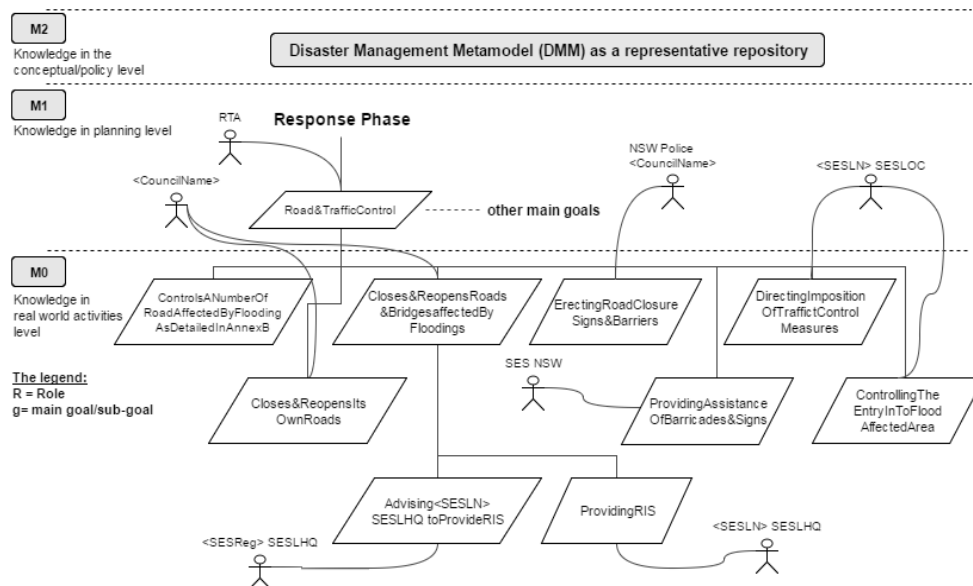 M2
Knowledge in the
conceptual/policy level
Disaster Management Metamodel (DMM) as a representative repository
M1
Knowledge in planning level
RTA
Response Phase
<CouncilName>
NSW Police
<CouncilName>
<SESLN> SESLOC
Road&TrafficControl
other main goals
M0
Knowledge in
real world activities
level
ControlsANumberOf
RoadAffectedByFlooding
AsDetailedInAnnexB
Closes&ReopensRoads
&BridgesaffectedBy
Floodings
ErectingRoadClosure
Signs&Barriers
DirectingImposition
OfTraffictControl
Measures
The legend:
R = Role
g= main goal/sub-goal
Closes&ReopensIts
OwnRoads
SES NSW
ProvidingAssistance
OfBarricades&Signs
ControllingThe
EntryInToFlood
AffectedArea
Advising<SESLN>
SESLHQ toProvideRIS
ProvidingRIS
<SESReg> SESLHQ
<SESLN> SESLHQ